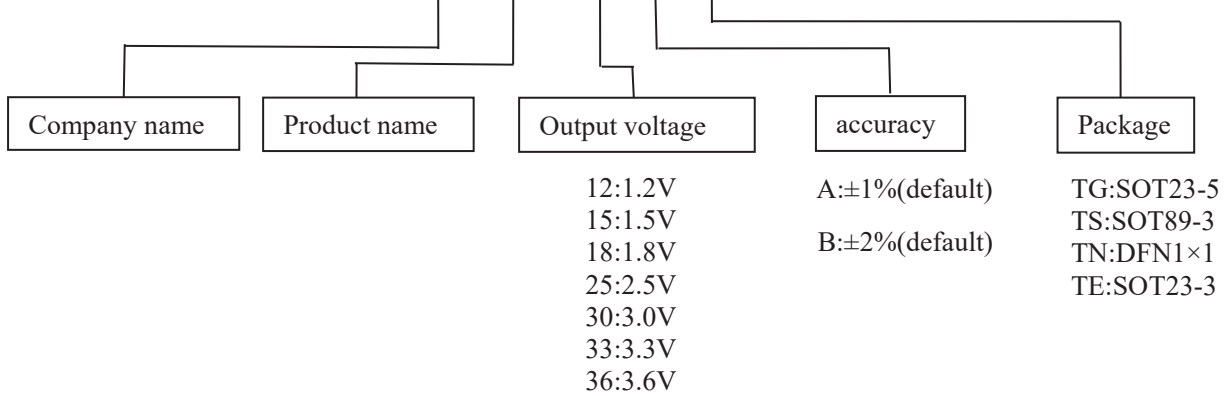 Company name
Product name
Output voltage
accuracy
Package
12:1.2V
15:1.5V
18:1.8V
25:2.5V
30:3.0V
33:3.3V
36:3.6V
A:±1%(default)
B:±2%(default)
TG:SOT23-5
TS:SOT89-3
TN:DFN1×1
TE:SOT23-3